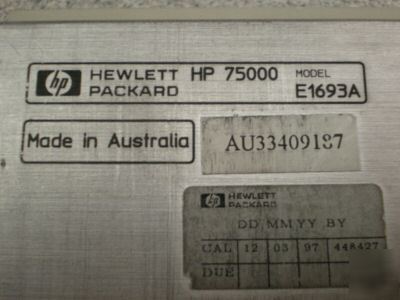 hp HEWLETT PACKARD HP 75000 MODEL E1693A
Made in Australia
AU33409187
hp HEWLETT PACKARD
DD MM YY BY
CAL 12 03 97 448427
DUE